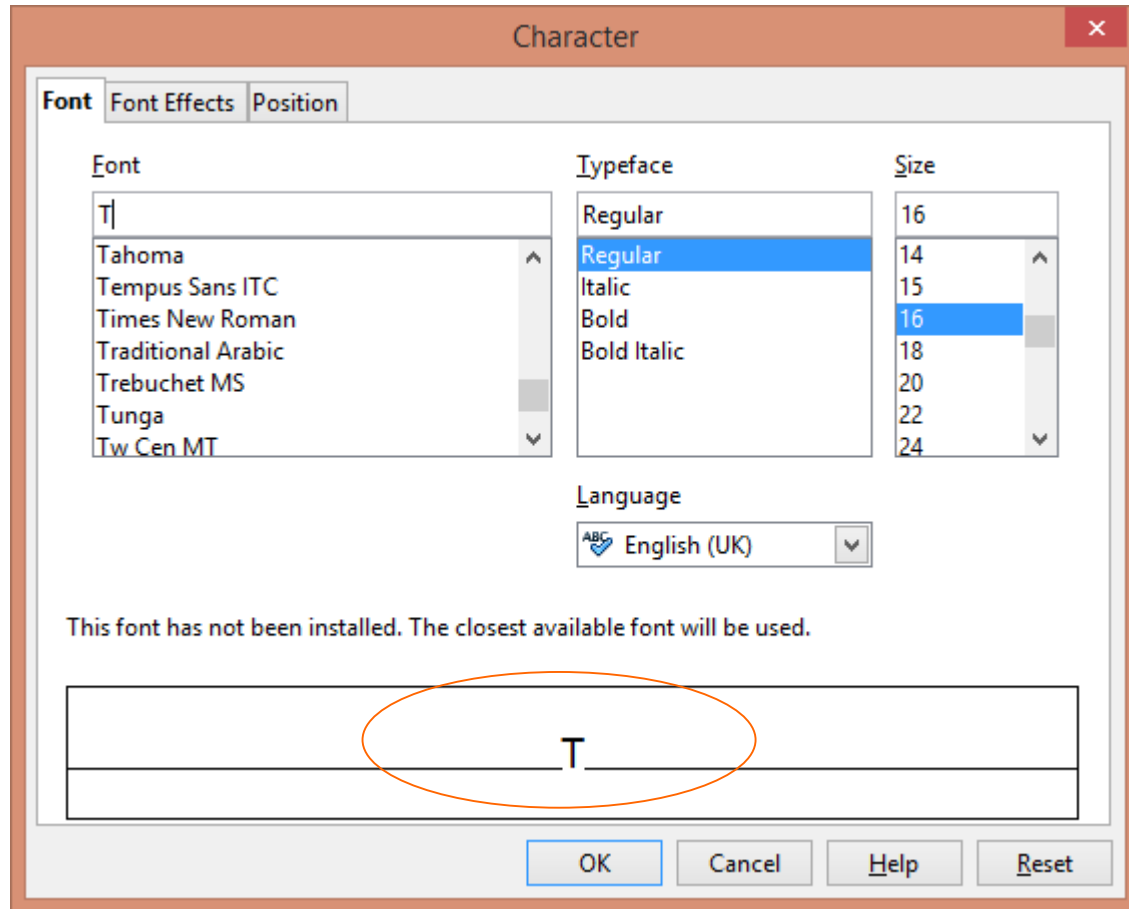 Character
Font Font Effects Position
Font Typeface Size
T Regular 16
Tahoma Regular 14
Tempus Sans ITC Italic 15
Times New Roman Bold 16
Traditional Arabic Bold Italic 18
Trebuchet MS 20
Tunga 22
Tw Cen MT 24
Language
ABC English (UK)
This font has not been installed. The closest available font will be used.
T
OK Cancel Help Reset